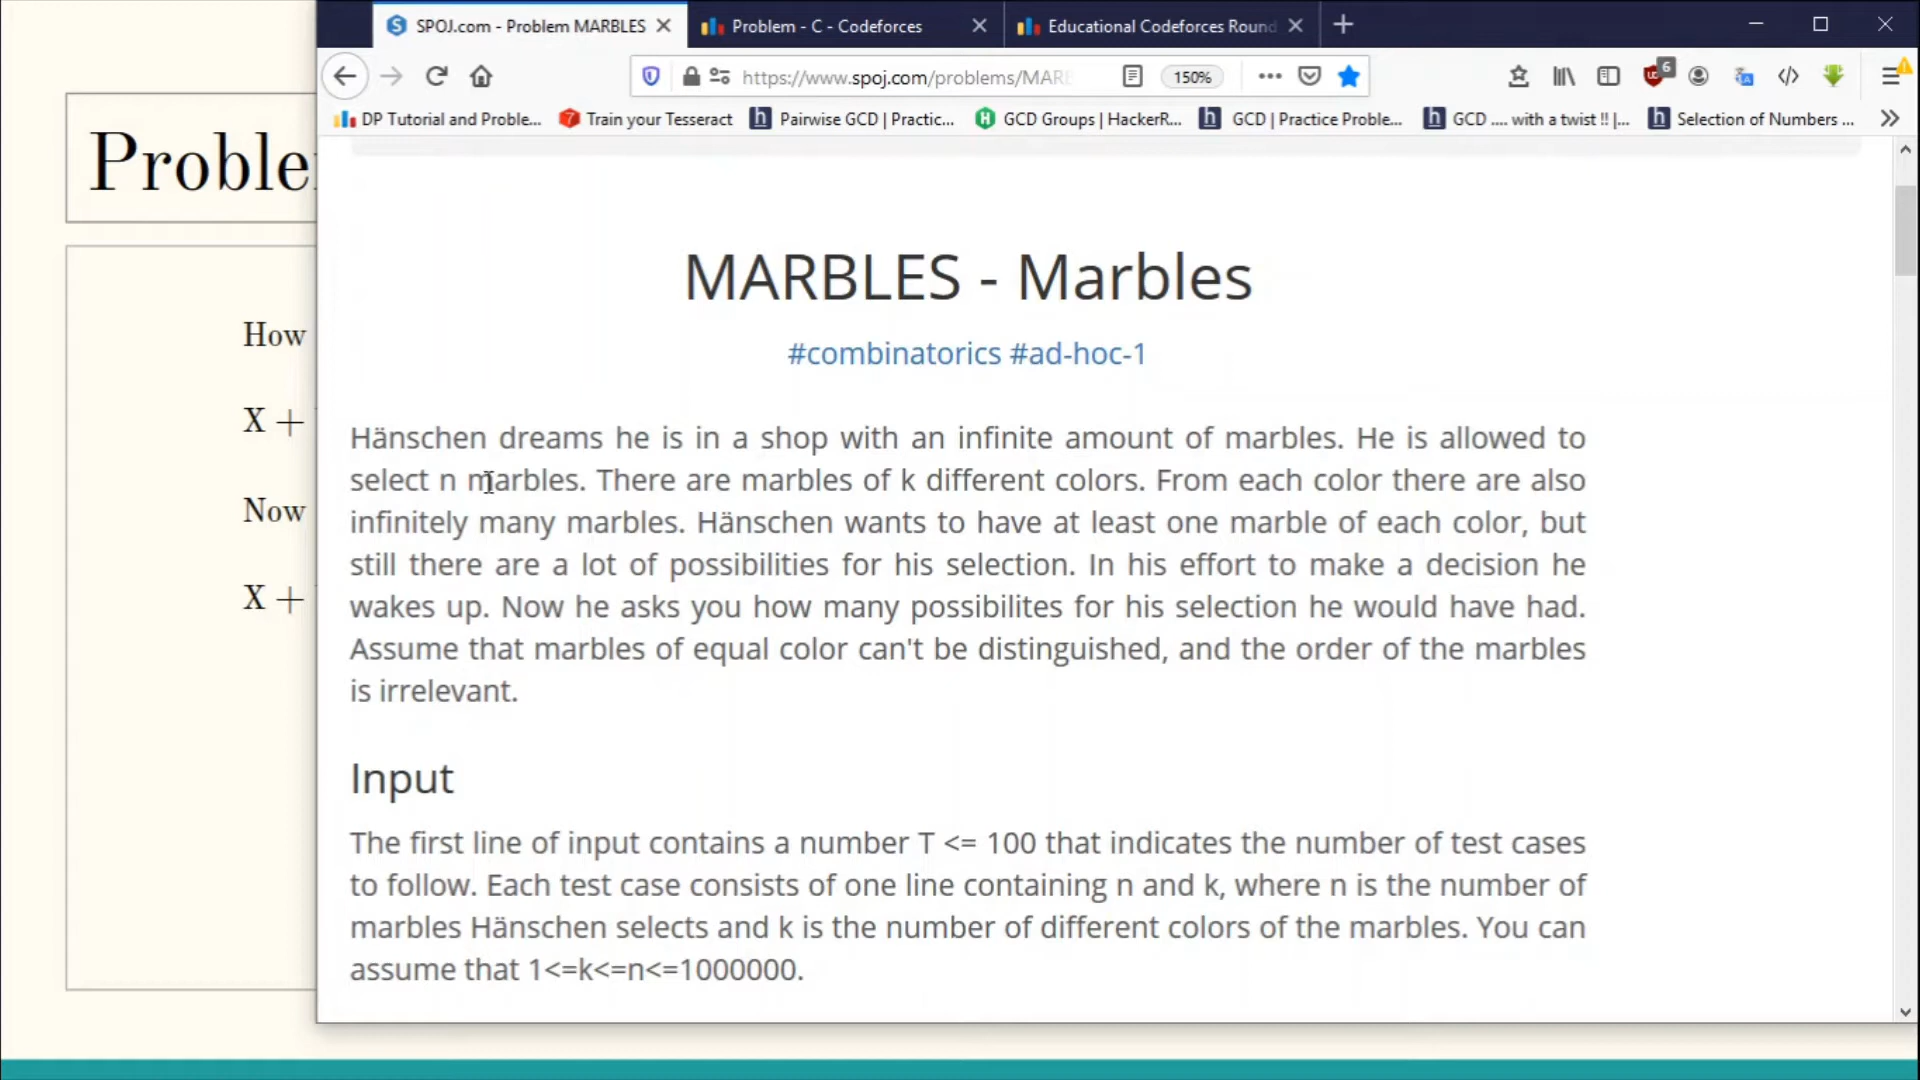 SPOJ.com - Problem MARBLES
Problem - C - Codeforces
Educational Codeforces Round
https://www.spoj.com/problems/MAR
150%
6
DP Tutorial and Proble...
Train your Tesseract
Pairwise GCD | Practic...
GCD Groups | HackerR...
GCD | Practice Proble...
GCD .... with a twist !! |...
Selection of Numbers ...
Proble
How
X +
Now
X +
MARBLES - Marbles
#combinatorics #ad-hoc-1
Hänschen dreams he is in a shop with an infinite amount of marbles. He is allowed to
select n marbles. There are marbles of k different colors. From each color there are also
infinitely many marbles. Hänschen wants to have at least one marble of each color, but
still there are a lot of possibilities for his selection. In his effort to make a decision he
wakes up. Now he asks you how many possibilites for his selection he would have had.
Assume that marbles of equal color can't be distinguished, and the order of the marbles
is irrelevant.
Input
The first line of input contains a number T <= 100 that indicates the number of test cases
to follow. Each test case consists of one line containing n and k, where n is the number of
marbles Hänschen selects and k is the number of different colors of the marbles. You can
assume that 1<=k<=n<=1000000.